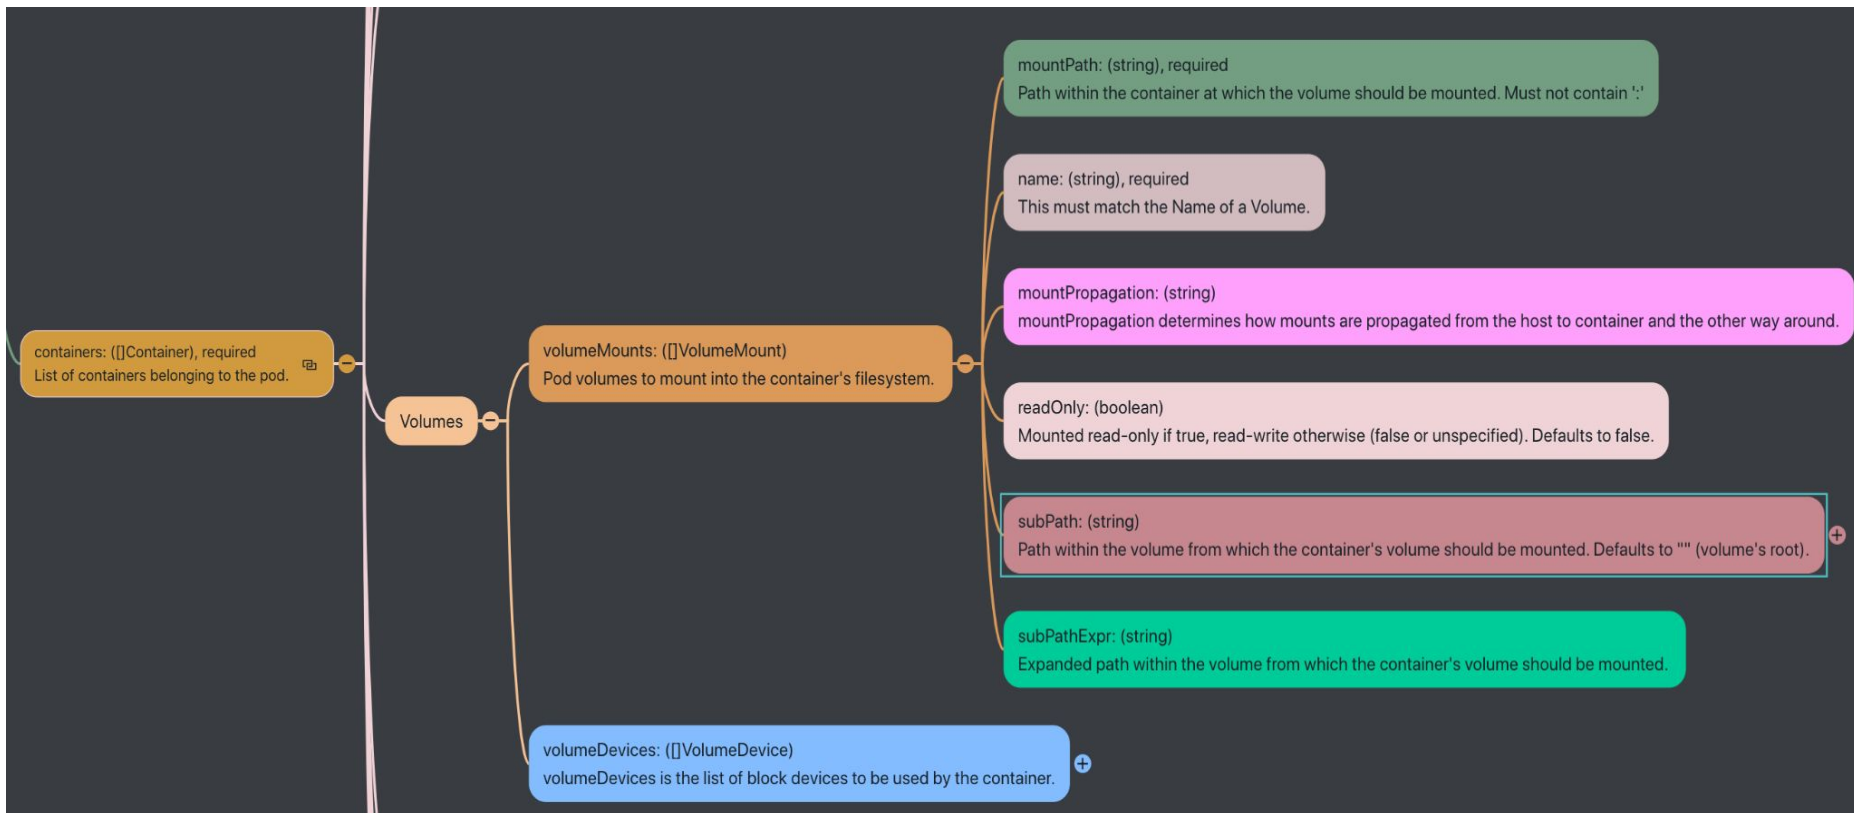 containers: ([]Container), required
List of containers belonging to the pod.
Volumes
volumeMounts: ([]VolumeMount)
Pod volumes to mount into the container's filesystem.
mountPath: (string), required
Path within the container at which the volume should be mounted. Must not contain ':'
name: (string), required
This must match the Name of a Volume.
mountPropagation: (string)
mountPropagation determines how mounts are propagated from the host to container and the other way around.
readOnly: (boolean)
Mounted read-only if true, read-write otherwise (false or unspecified). Defaults to false.
subPath: (string)
Path within the volume from which the container's volume should be mounted. Defaults to "" (volume's root).
subPathExpr: (string)
Expanded path within the volume from which the container's volume should be mounted.
volumeDevices: ([]VolumeDevice)
volumeDevices is the list of block devices to be used by the container.